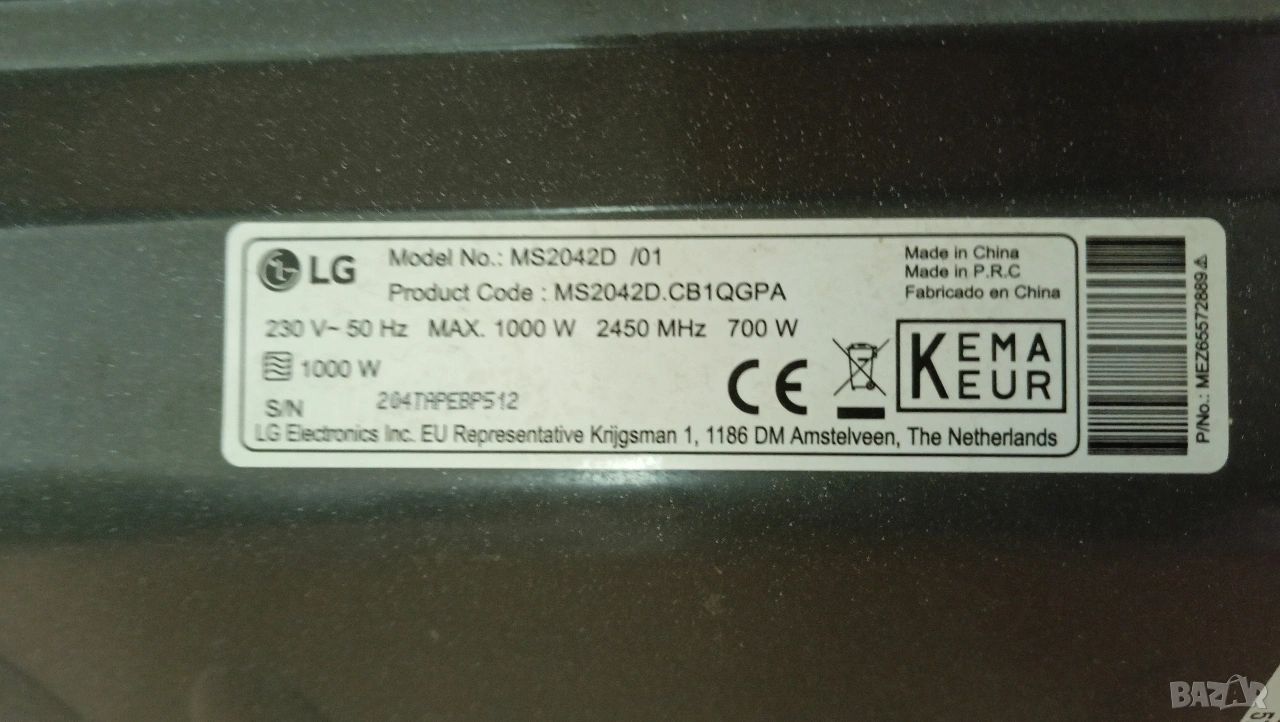 LG
Model No.: MS2042D /01
Product Code : MS2042D.CB1QGPA
230 V~ 50 Hz MAX. 1000 W 2450 MHz 700 W
1000 W
S/N 204TAPEBP512
LG Electronics Inc. EU Representative Krijgsman 1, 1186 DM Amstelveen, The Netherlands
Made in China
Made in P.R.C
Fabricado en China
CE
KEMA
KEUR
P/No.: MEZ65572889
BAZAR